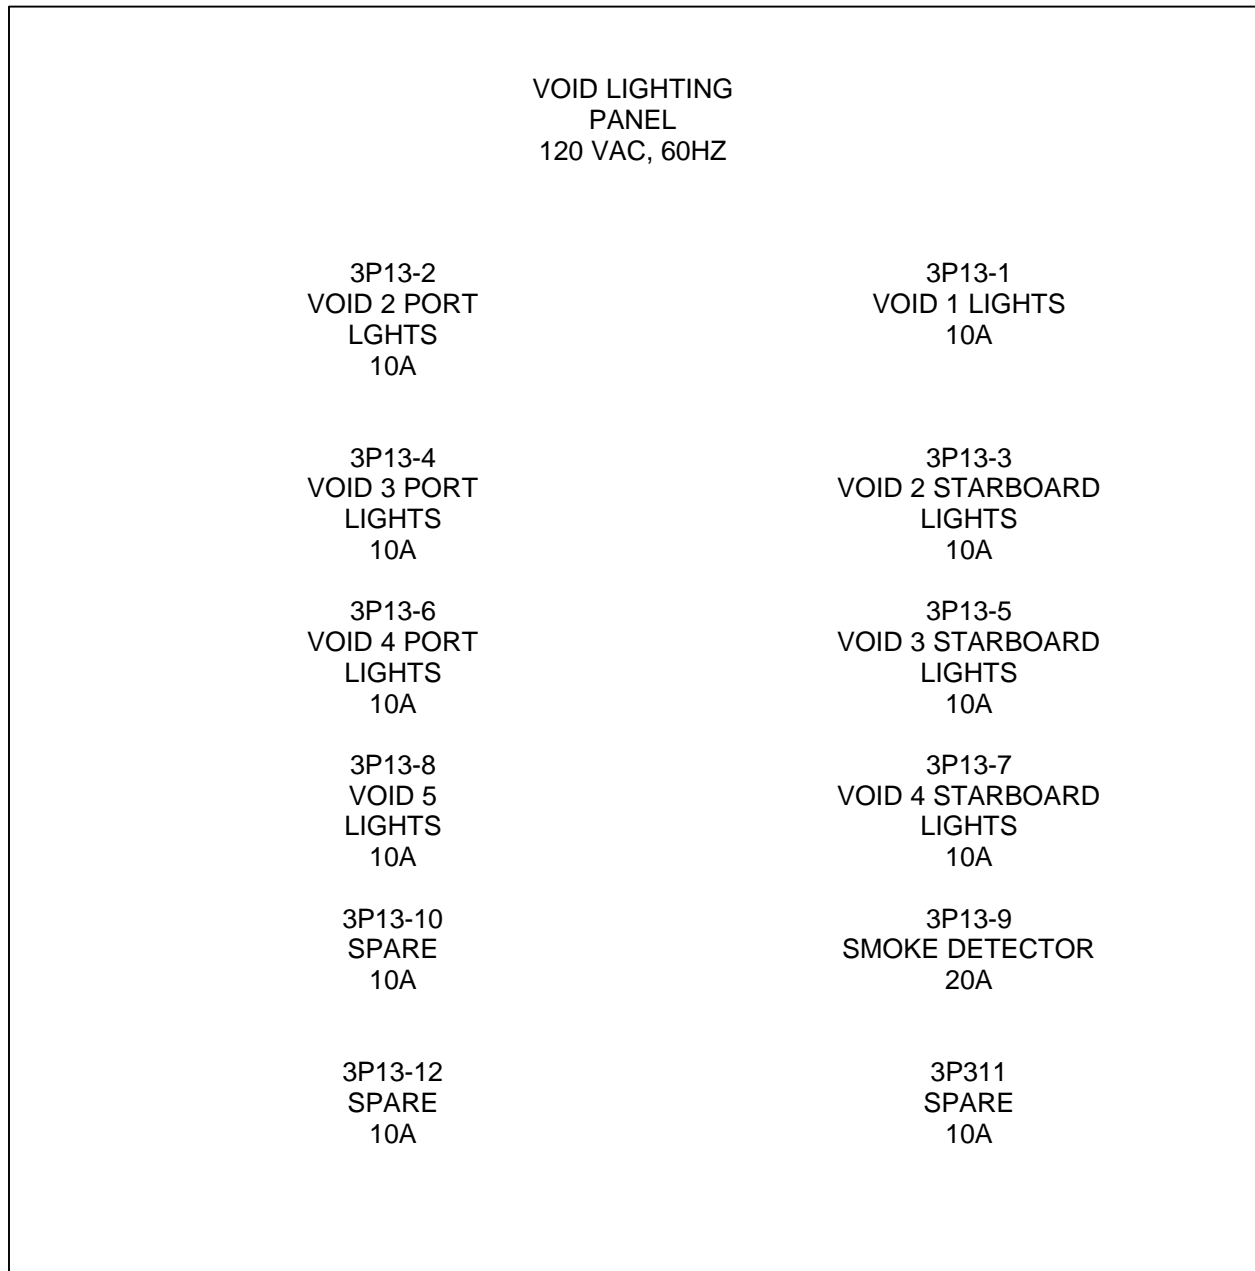 VOID LIGHTING
PANEL
120 VAC, 60HZ
3P13-2
VOID 2 PORT
LGHTS
10A
3P13-1
VOID 1 LIGHTS
10A
3P13-4
VOID 3 PORT
LIGHTS
10A
3P13-3
VOID 2 STARBOARD
LIGHTS
10A
3P13-6
VOID 4 PORT
LIGHTS
10A
3P13-5
VOID 3 STARBOARD
LIGHTS
10A
3P13-8
VOID 5
LIGHTS
10A
3P13-7
VOID 4 STARBOARD
LIGHTS
10A
3P13-10
SPARE
10A
3P13-9
SMOKE DETECTOR
20A
3P13-12
SPARE
10A
3P311
SPARE
10A